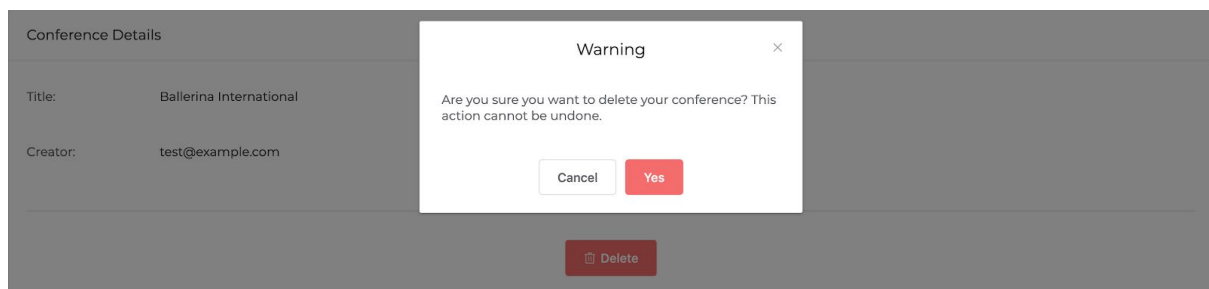 Conference Details
Warning
Title: Ballerina International
Are you sure you want to delete your conference? This
action cannot be undone.
Creator: test@example.com
Cancel Yes
Delete